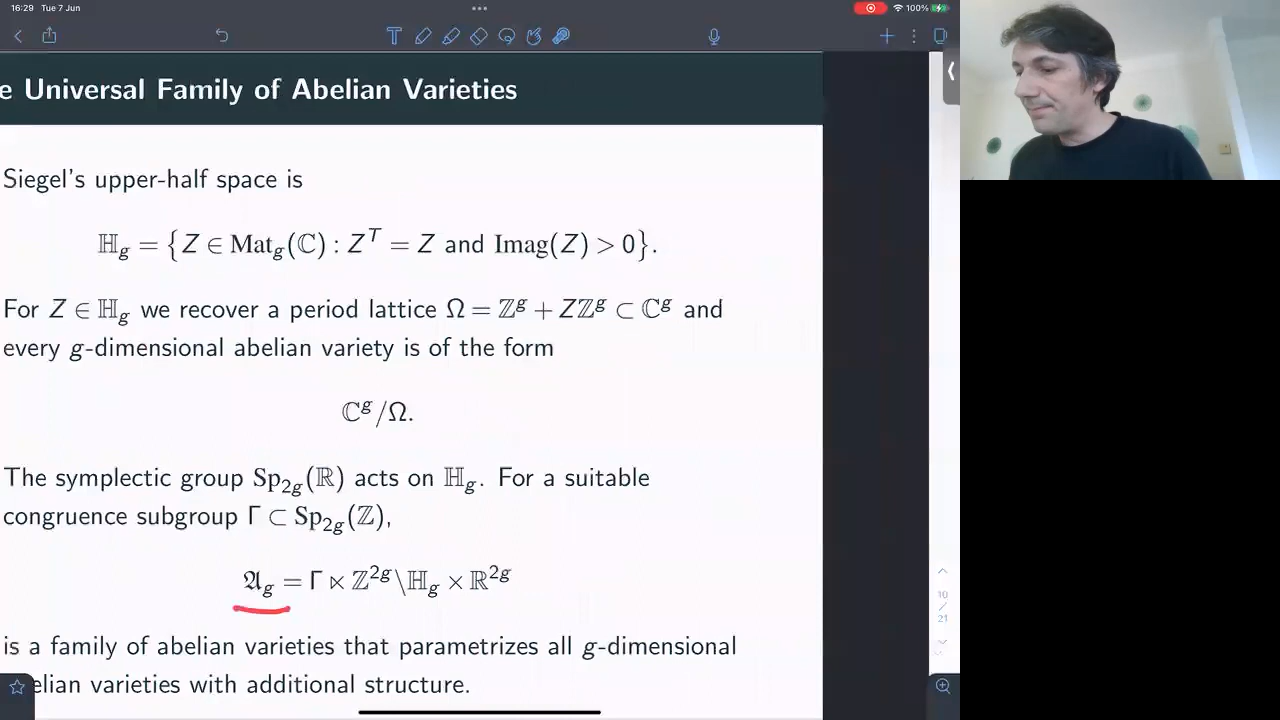 16:29 Tue 7 Jun
100%
e Universal Family of Abelian Varieties
Siegel's upper-half space is
ℍ_g = {Z ∈ Mat_g(ℂ) : Z^T = Z and Imag(Z) > 0}.
For Z ∈ ℍ_g we recover a period lattice Ω = ℤ^g + Zℤ^g ⊂ ℂ^g and
every g-dimensional abelian variety is of the form
ℂ^g/Ω.
The symplectic group Sp_{2g}(ℝ) acts on ℍ_g. For a suitable
congruence subgroup Γ ⊂ Sp_{2g}(ℤ),
𝔄_g = Γ ⋉ ℤ^{2g}\ℍ_g × ℝ^{2g}
is a family of abelian varieties that parametrizes all g-dimensional
elian varieties with additional structure.
10
/
21